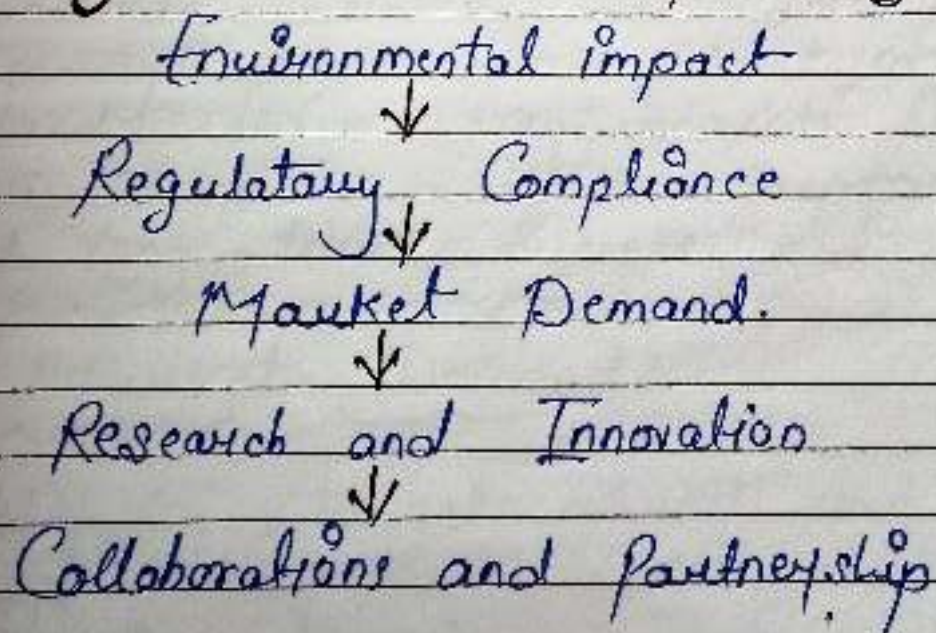 Environmental impact
↓
Regulatory Compliance
↓
Market Demand.
↓
Research and Innovation
↓
Collaborations and Partnership